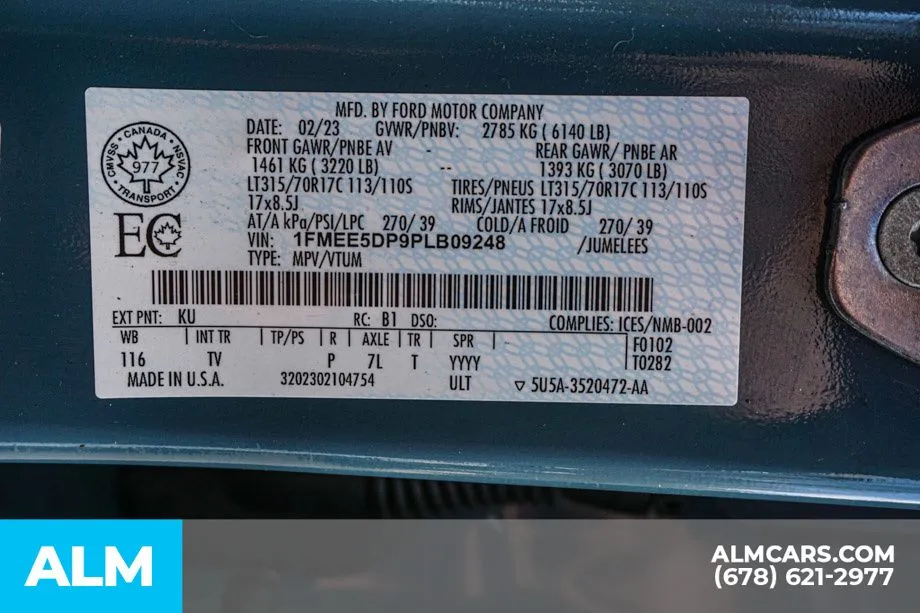 MFD. BY FORD MOTOR COMPANY
DATE: 02/23 GVWR/PNBV: 2785 KG ( 6140 LB)
FRONT GAWR/PNBE AV REAR GAWR/ PNBE AR
1461 KG ( 3220 LB) -- 1393 KG ( 3070 LB)
LT315/70R17C 113/110S TIRES/PNEUS LT315/70R17C 113/110S
17x8.5J RIMS/JANTES 17x8.5J
AT/A kPa/PSI/LPC 270/ 39 COLD/A FROID 270/ 39
VIN: 1FMEE5DP9PLB09248 /JUMELEES
TYPE: MPV/VTUM
CMVSS • CANADA • NSVAC • TRANSPORT •
977
EC
EXT PNT: KU RC: B1 DSO: COMPLIES: ICES/NMB-002
WB INT TR TP/PS R AXLE TR SPR F0102
116 TV P 7L T YYYY T0282
MADE IN U.S.A. 3202302104754 ULT ▽ 5U5A-3520472-AA
ALM
ALMCARS.COM
(678) 621-2977